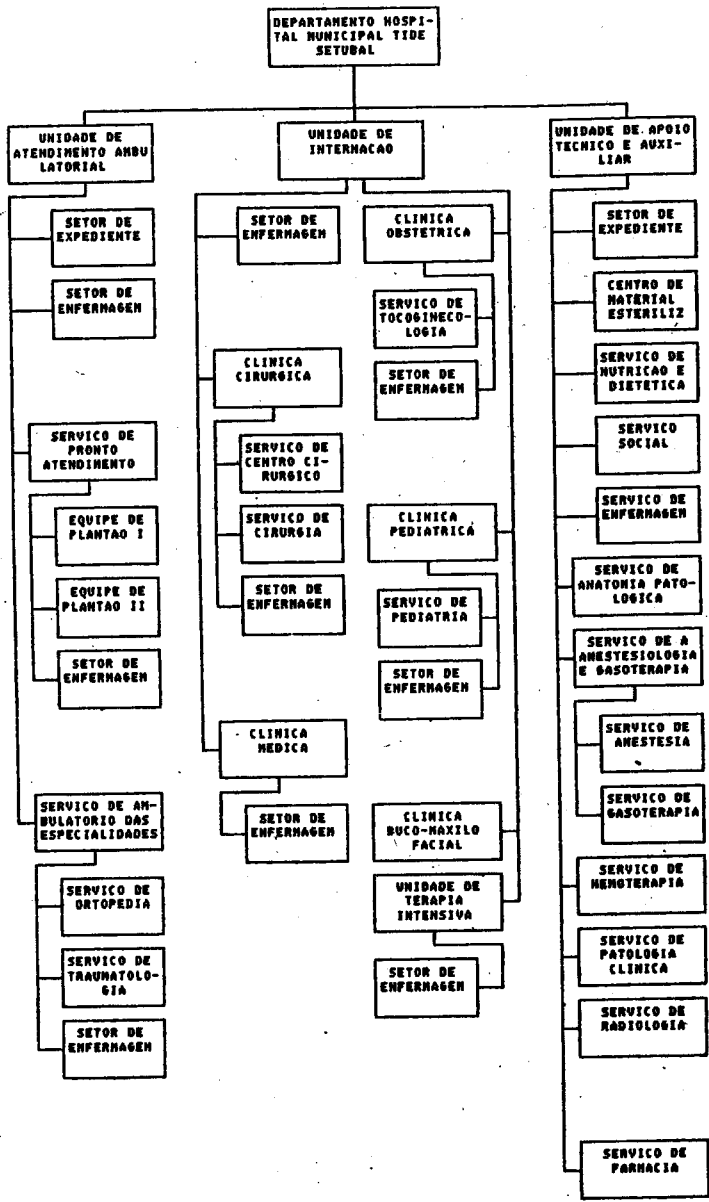 DEPARTAMENTO HOSPI-
TAL MUNICIPAL TIDE
SETUBAL
UNIDADE DE
ATENDIMENTO AMBU
LATORIAL
SETOR DE
EXPEDIENTE
SETOR DE
ENFERMAGEM
SERVICO DE
PRONTO
ATENDIMENTO
EQUIPE DE
PLANTAO I
EQUIPE DE
PLANTAO II
SETOR DE
ENFERMAGEM
SERVICO DE AM-
BULATORIO DAS
ESPECIALIDADES
SERVICO DE
ORTOPEDIA
SERVICO DE
TRAUMATOLO-
GIA
SETOR DE
ENFERMAGEM
UNIDADE DE
INTERNACAO
SETOR DE
ENFERMAGEM
CLINICA
CIRURGICA
SERVICO DE
CENTRO CI-
RURGICO
SERVICO DE
CIRURGIA
SETOR DE
ENFERMAGEM
CLINICA
MEDICA
SETOR DE
ENFERMAGEM
CLINICA
OBSTETRICA
SERVICO DE
TOCOGINECO-
LOGIA
SETOR DE
ENFERMAGEM
CLINICA
PEDIATRICA
SERVICO DE
PEDIATRIA
SETOR DE
ENFERMAGEM
CLINICA
BUCO-MAXILO
FACIAL
UNIDADE DE
TERAPIA
INTENSIVA
SETOR DE
ENFERMAGEM
UNIDADE DE APOIO
TECNICO E AUXI-
LIAR
SETOR DE
EXPEDIENTE
CENTRO DE
MATERIAL
ESTERILIZ
SERVICO DE
NUTRICAO E
DIETETICA
SERVICO
SOCIAL
SERVICO DE
ENFERMAGEM
SERVICO DE
ANATOMIA PATO-
LOGICA
SERVICO DE A
ANESTESIOLOGIA
E GASOTERAPIA
SERVICO DE
ANESTESIA
SERVICO DE
GASOTERAPIA
SERVICO DE
HEMOTERAPIA
SERVICO DE
PATOLOGIA
CLINICA
SERVICO DE
RADIOLOGIA
SERVICO DE
FARMACIA